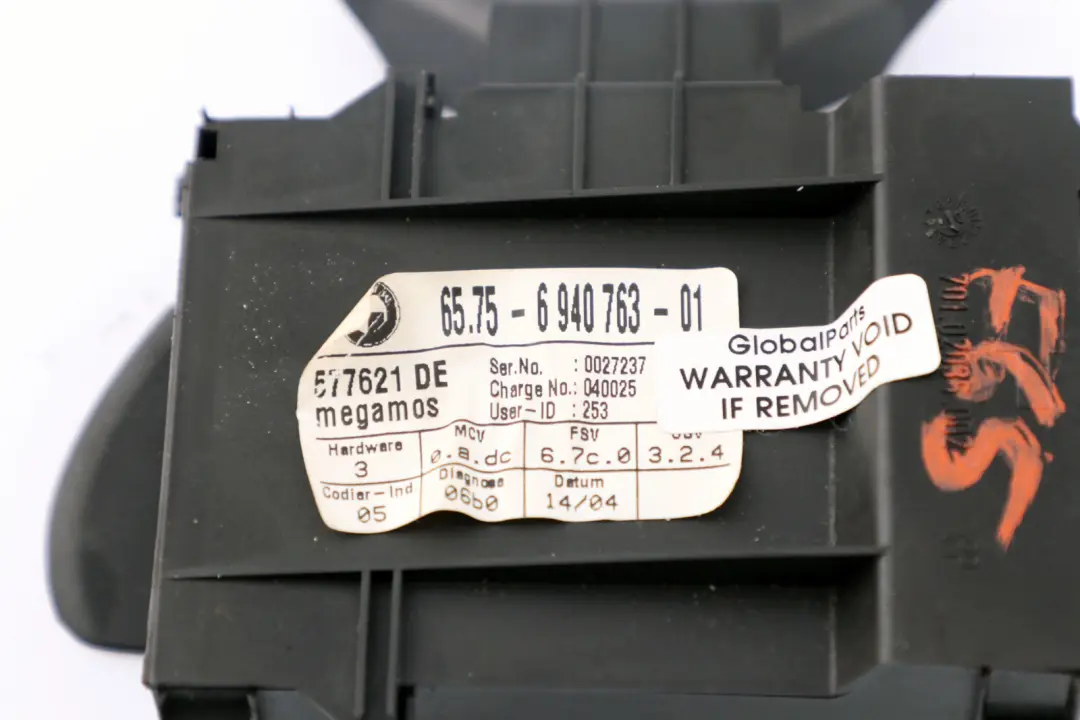 65.75 - 6 940 763 - 01
577621 DE
megamos
Ser.No. : 0027237
Charge No.: 040025
User-ID : 253
GlobalParts
WARRANTY VOID
IF REMOVED
Hardware
3
MCV
0.a.dc
FSV
6.7c.0
3.2.4
Codier-Ind
05
Diagnose
06b0
Datum
14/04
E65